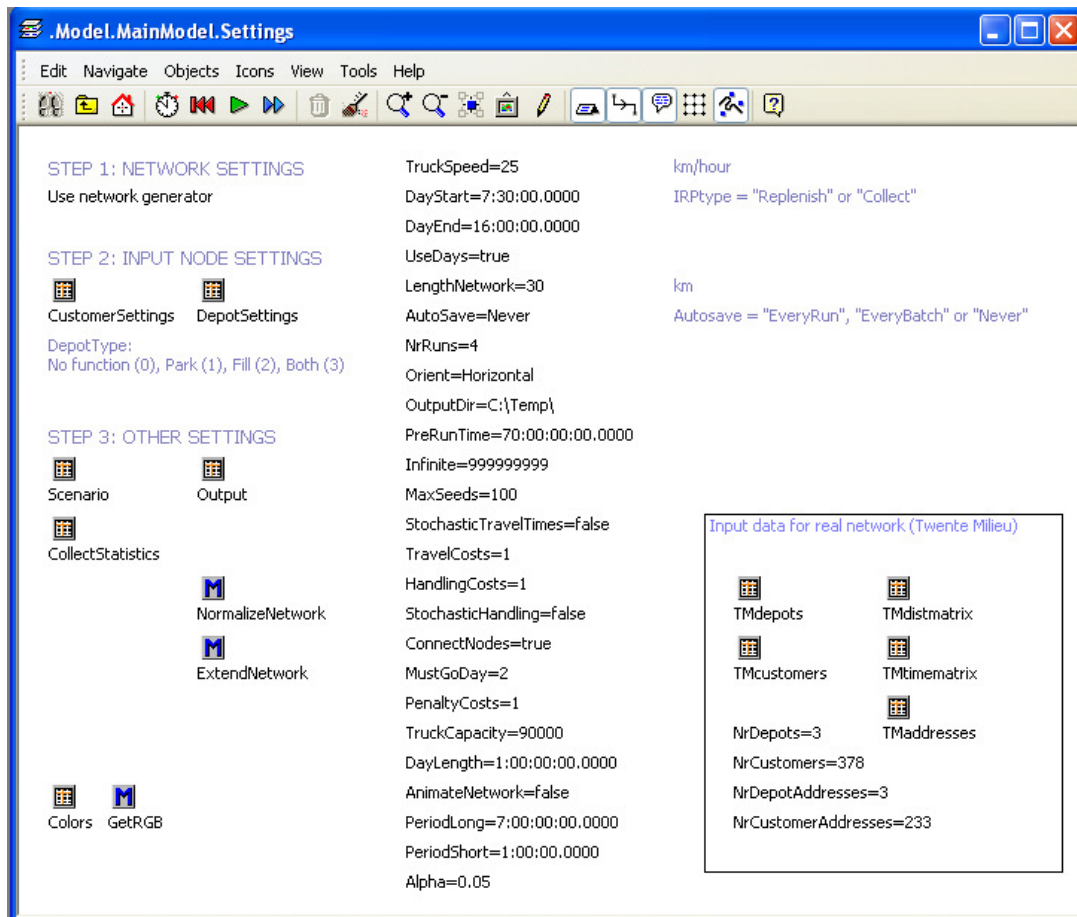 .Model.MainModel.Settings
Edit Navigate Objects Icons View Tools Help
STEP 1: NETWORK SETTINGS
Use network generator
STEP 2: INPUT NODE SETTINGS
CustomerSettings DepotSettings
DepotType:
No function (0), Park (1), Fill (2), Both (3)
STEP 3: OTHER SETTINGS
Scenario Output
CollectStatistics
NormalizeNetwork
ExtendNetwork
Colors GetRGB
TruckSpeed=25 km/hour
DayStart=7:30:00.0000 IRPtype = "Replenish" or "Collect"
DayEnd=16:00:00.0000
UseDays=true
LengthNetwork=30 km
AutoSave=Never Autosave = "EveryRun", "EveryBatch" or "Never"
NrRuns=4
Orient=Horizontal
OutputDir=C:\Temp\
PreRunTime=70:00:00:00.0000
Infinite=999999999
MaxSeeds=100
StochasticTravelTimes=false
TravelCosts=1
HandlingCosts=1
StochasticHandling=false
ConnectNodes=true
MustGoDay=2
PenaltyCosts=1
TruckCapacity=90000
DayLength=1:00:00:00.0000
AnimateNetwork=false
PeriodLong=7:00:00:00.0000
PeriodShort=1:00:00.0000
Alpha=0.05
Input data for real network (Twente Milieu)
TMdepots TMdistmatrix
TMcustomers TMtimematrix
NrDepots=3 TMaddresses
NrCustomers=378
NrDepotAddresses=3
NrCustomerAddresses=233